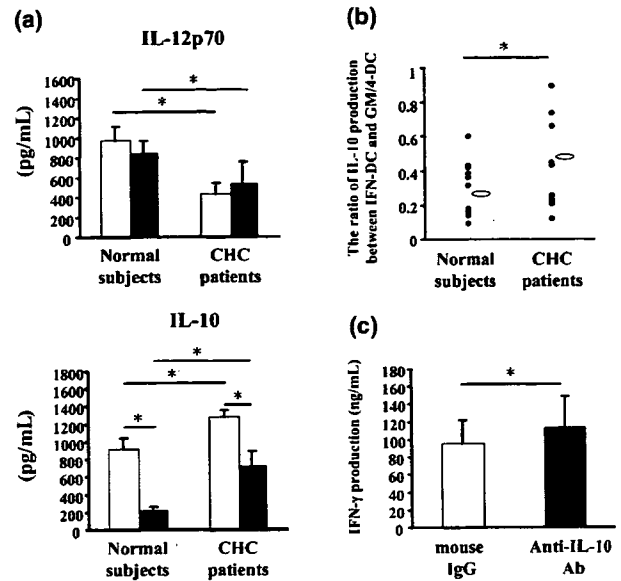 (a)
IL-12p70
(pg/mL)
1600
1400
1200
1000
800
600
400
200
0
*
*
Normal
subjects
CHC
patients
IL-10
(pg/mL)
1800
1600
1400
1200
1000
800
600
400
200
0
*
*
*
*
Normal
subjects
CHC
patients
(b)
The ratio of IL-10 production
between IFN-DC and GM/4-DC
1
0.8
0.6
0.4
0.2
0
*
Normal
subjects
CHC
patients
(c)
IFN-γ production (ng/mL)
180
160
140
120
100
80
60
40
20
0
*
mouse
IgG
Anti-IL-10
Ab